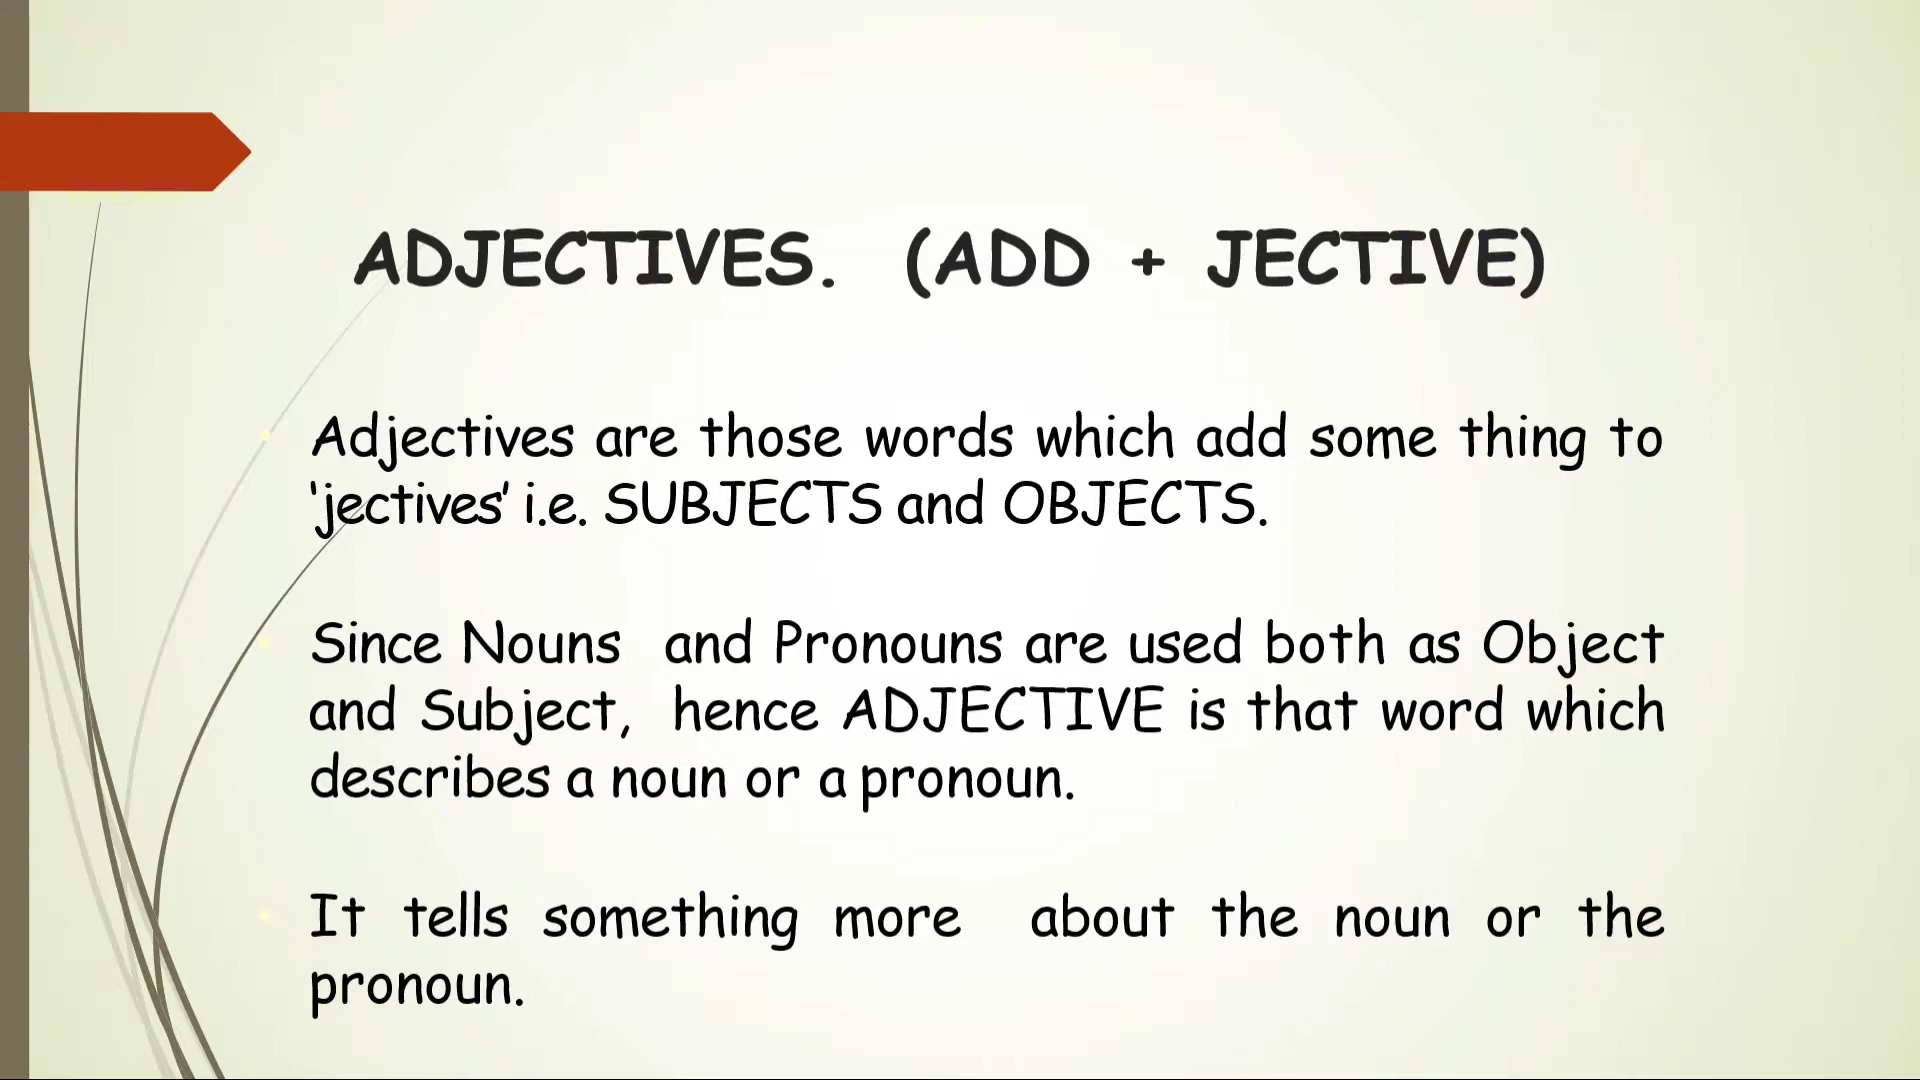 ADJECTIVES. (ADD + JECTIVE)
Adjectives are those words which add some thing to
‘jectives’ i.e. SUBJECTS and OBJECTS.
Since Nouns and Pronouns are used both as Object
and Subject, hence ADJECTIVE is that word which
describes a noun or a pronoun.
It tells something more about the noun or the
pronoun.